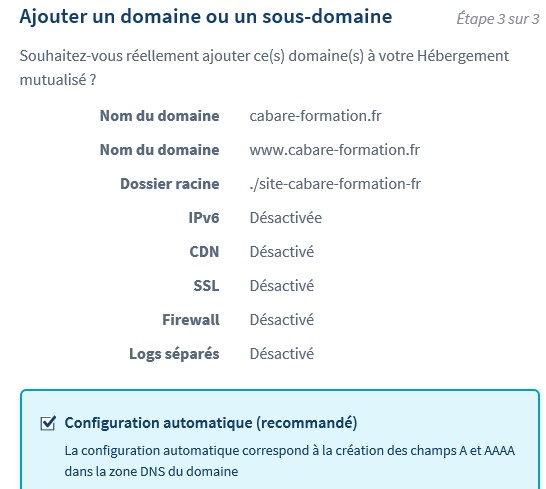 Ajouter un domaine ou un sous-domaine Étape 3 sur 3
Souhaitez-vous réellement ajouter ce(s) domaine(s) à votre Hébergement
mutualisé ?
Nom du domaine cabare-formation.fr
Nom du domaine www.cabare-formation.fr
Dossier racine ./site-cabare-formation-fr
IPv6 Désactivée
CDN Désactivé
SSL Désactivé
Firewall Désactivé
Logs séparés Désactivé
Configuration automatique (recommandé)
La configuration automatique correspond à la création des champs A et AAAA
dans la zone DNS du domaine